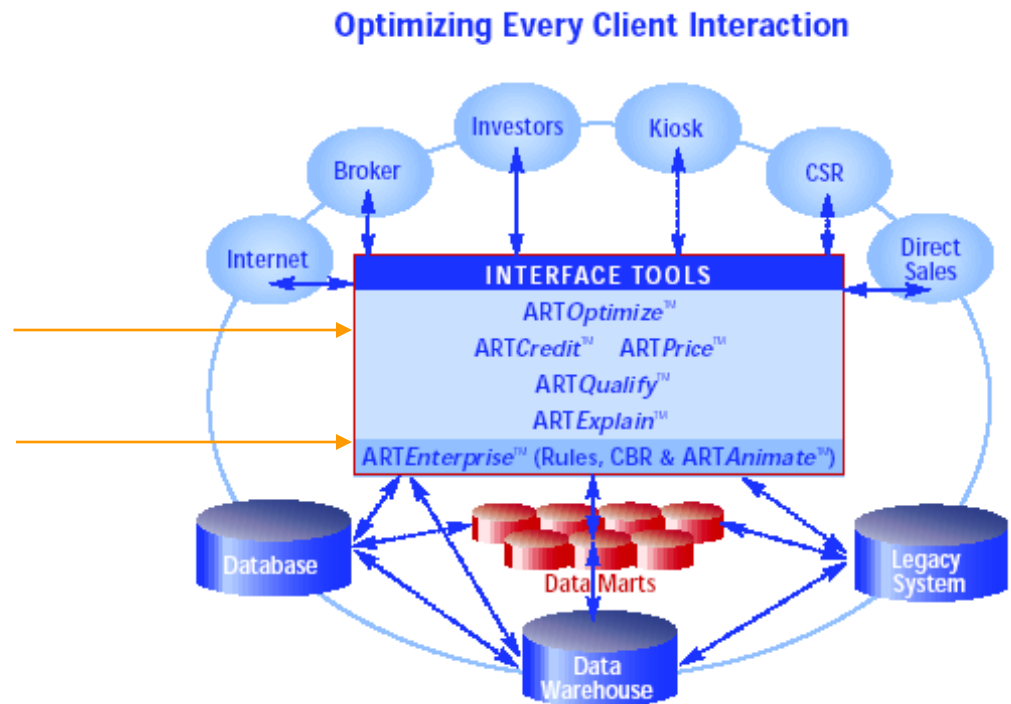 Optimizing Every Client Interaction
Investors
Kiosk
Broker
CSR
Internet
Direct
Sales
INTERFACE TOOLS
ARTOptimize™
ARTCredit™ ARTPrice™
ARTQualify™
ARTExplain™
ARTEnterprise™ (Rules, CBR & ARTAnimate™)
Database
Data Marts
Legacy
System
Data
Warehouse